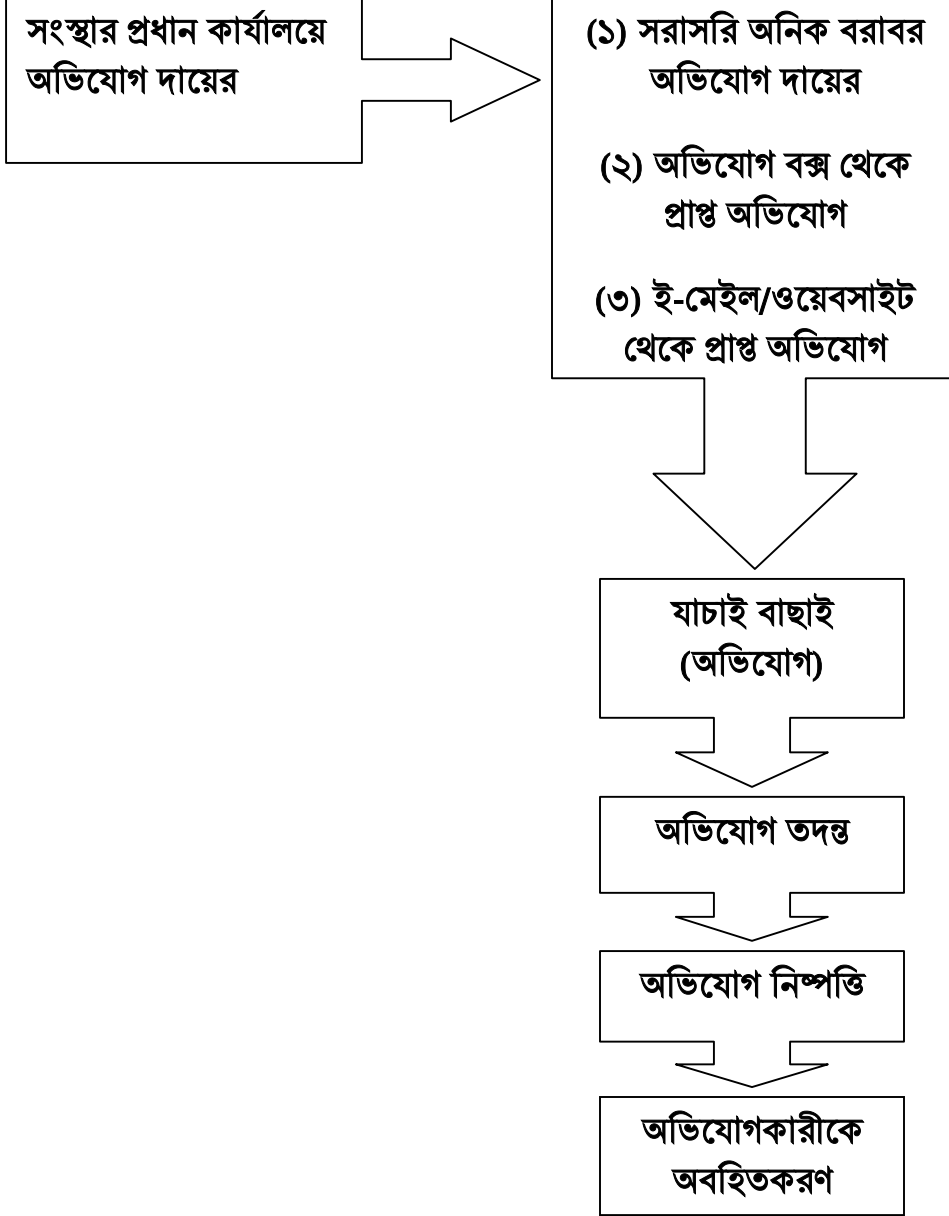 সংস্থার প্রধান কার্যালয়ে
অভিযোগ দায়ের
(১) সরাসরি অনিক বরাবর
অভিযোগ দায়ের
(২) অভিযোগ বক্স থেকে
প্রাপ্ত অভিযোগ
(৩) ই-মেইল/ওয়েবসাইট
থেকে প্রাপ্ত অভিযোগ
যাচাই বাছাই
(অভিযোগ)
অভিযোগ তদন্ত
অভিযোগ নিষ্পত্তি
অভিযোগকারীকে
অবহিতকরণ